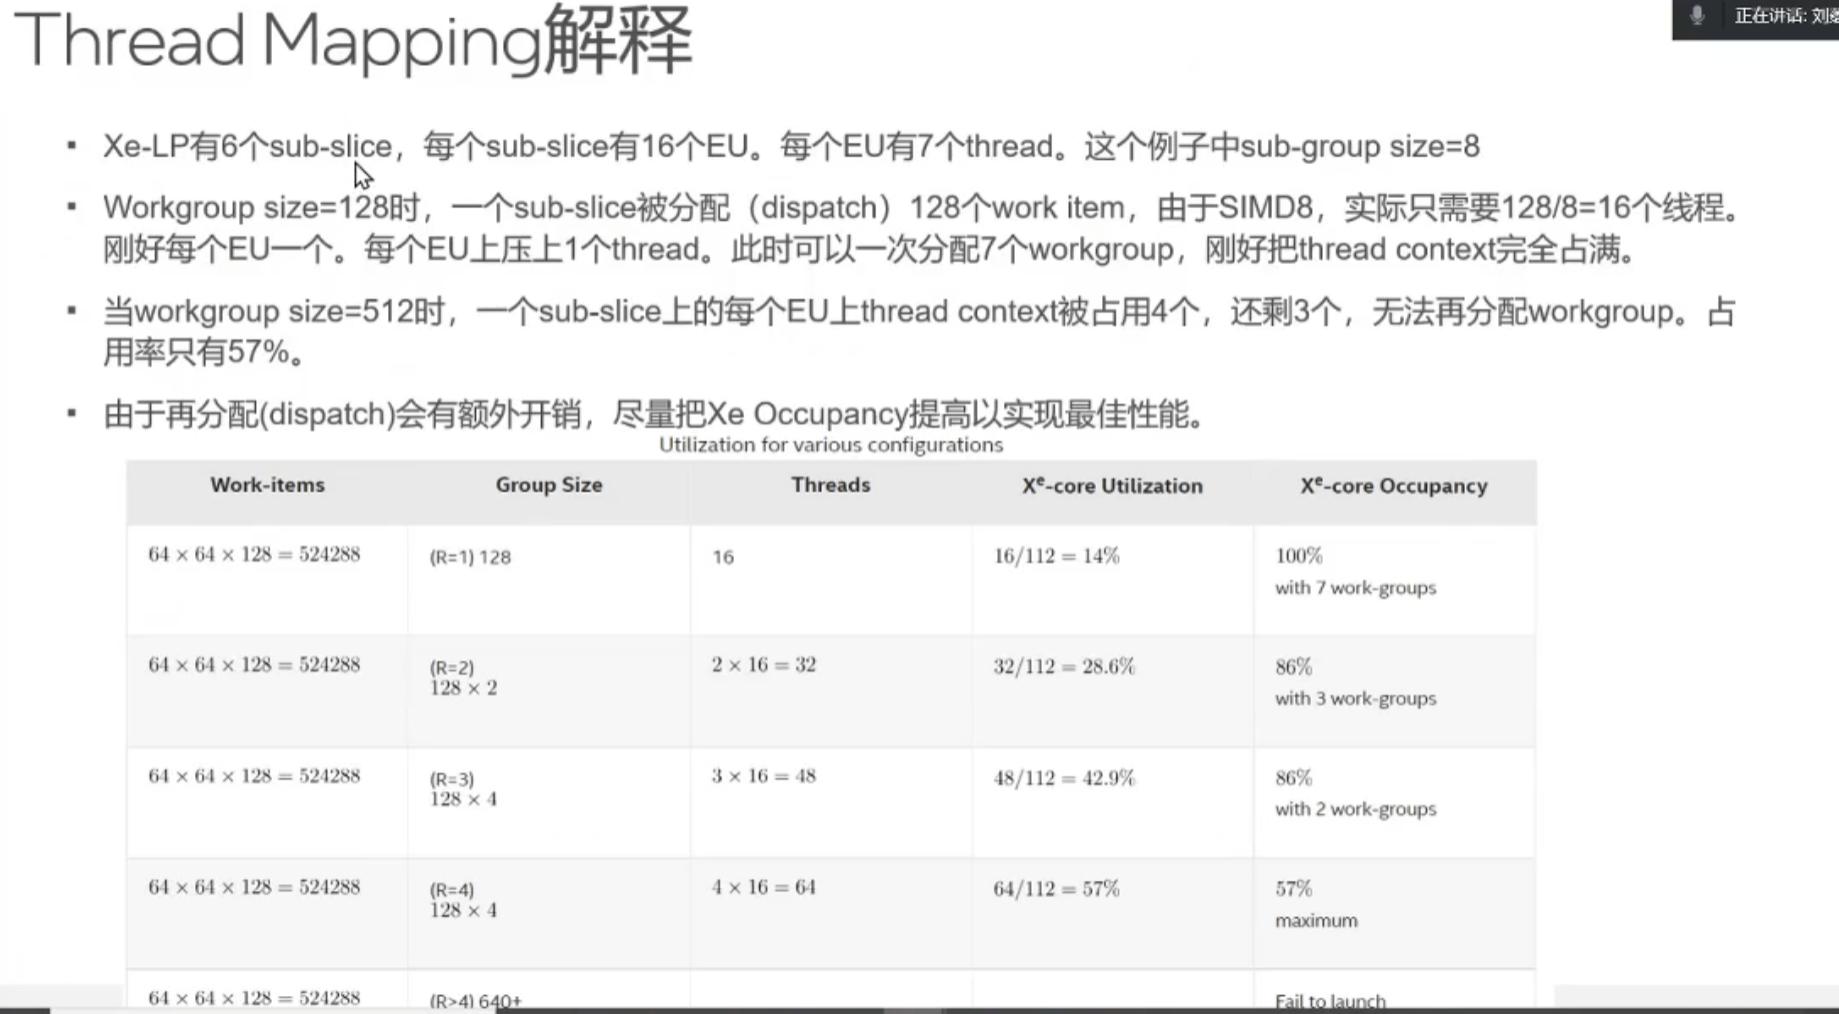 Thread Mapping解释
正在讲话: 刘
▪ Xe-LP有6个sub-slice，每个sub-slice有16个EU。每个EU有7个thread。这个例子中sub-group size=8
▪ Workgroup size=128时，一个sub-slice被分配（dispatch）128个work item，由于SIMD8，实际只需要128/8=16个线程。
刚好每个EU一个。每个EU上压上1个thread。此时可以一次分配7个workgroup，刚好把thread context完全占满。
▪ 当workgroup size=512时，一个sub-slice上的每个EU上thread context被占用4个，还剩3个，无法再分配workgroup。占
用率只有57%。
▪ 由于再分配(dispatch)会有额外开销，尽量把Xe Occupancy提高以实现最佳性能。
Utilization for various configurations
Work-items Group Size Threads Xᵉ-core Utilization Xᵉ-core Occupancy
64 × 64 × 128 = 524288 (R=1) 128 16 16/112 = 14% 100%
with 7 work-groups
64 × 64 × 128 = 524288 (R=2) 2 × 16 = 32 32/112 = 28.6% 86%
128 × 2 with 3 work-groups
64 × 64 × 128 = 524288 (R=3) 3 × 16 = 48 48/112 = 42.9% 86%
128 × 4 with 2 work-groups
64 × 64 × 128 = 524288 (R=4) 4 × 16 = 64 64/112 = 57% 57%
128 × 4 maximum
64 × 64 × 128 = 524288 (R>4) 640+ Fail to launch